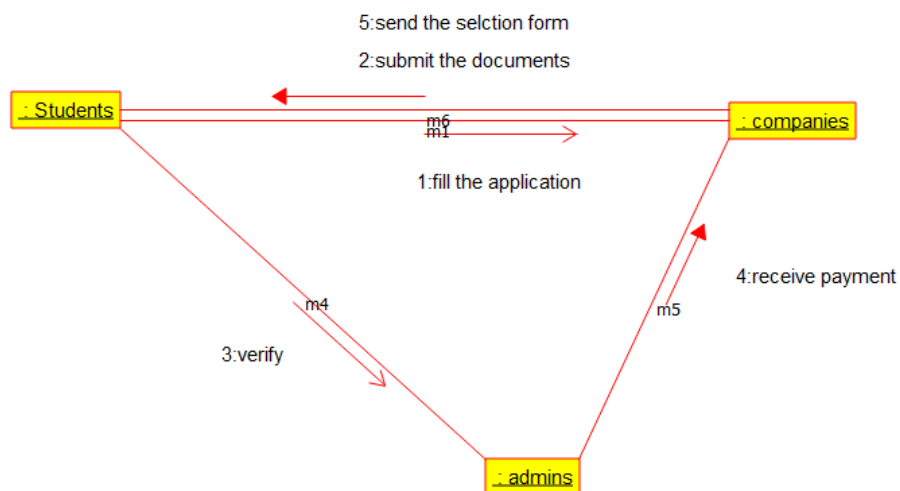 5:send the selction form
2:submit the documents
: Students
: companies
m6
m1
1:fill the application
4:receive payment
m4
m5
3:verify
: admins